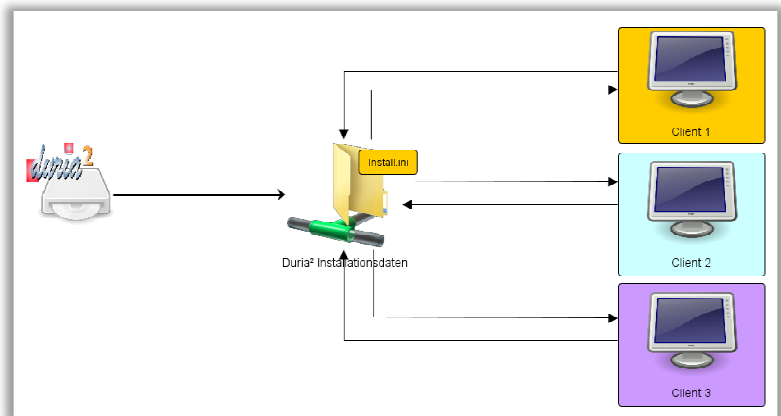 Client 1
duria²
Install.ini
Duria² Installationsdaten
Client 2
Client 3